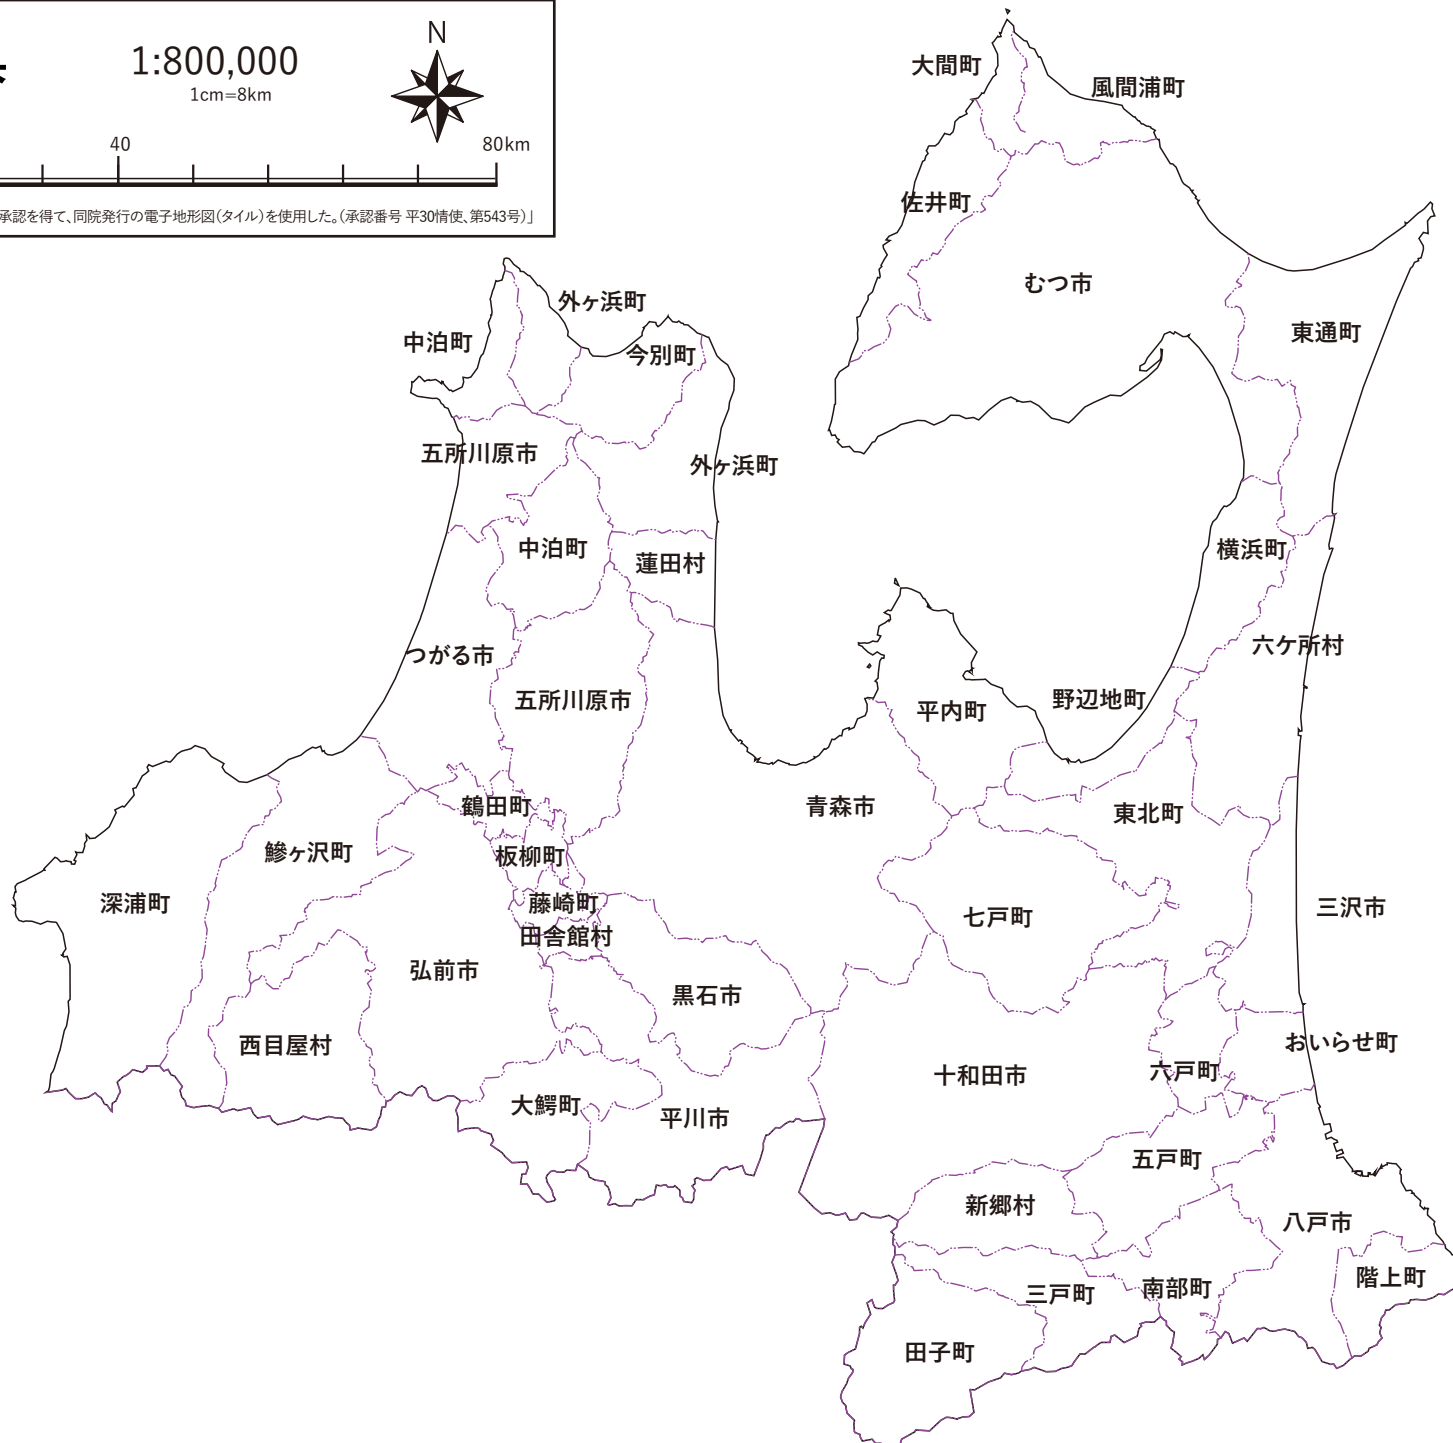 1:800,000
1cm=8km
N
40
80km
承認を得て、同院発行の電子地形図(タイル)を使用した。(承認番号 平30情使、第543号)」
大間町
風間浦町
佐井町
むつ市
東通町
外ヶ浜町
中泊町
今別町
五所川原市
外ヶ浜町
中泊町
蓮田村
横浜町
つがる市
六ケ所村
五所川原市
平内町
野辺地町
鶴田町
青森市
東北町
鰺ヶ沢町
板柳町
深浦町
藤崎町
七戸町
三沢市
田舎館村
弘前市
黒石市
西目屋村
おいらせ町
十和田市
六戸町
大鰐町
平川市
五戸町
新郷村
八戸市
階上町
三戸町
南部町
田子町